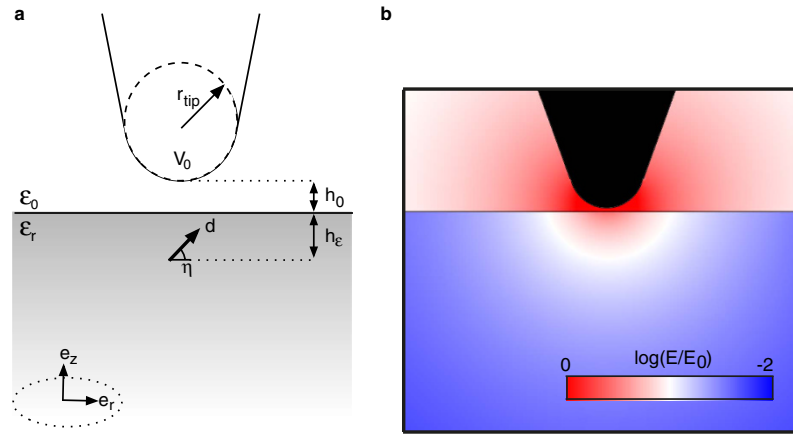 a
r_tip
V_0
ε_0
h_0
ε_r
d
h_ε
η
e_z
e_r
b
log(E/E_0)
0 -2